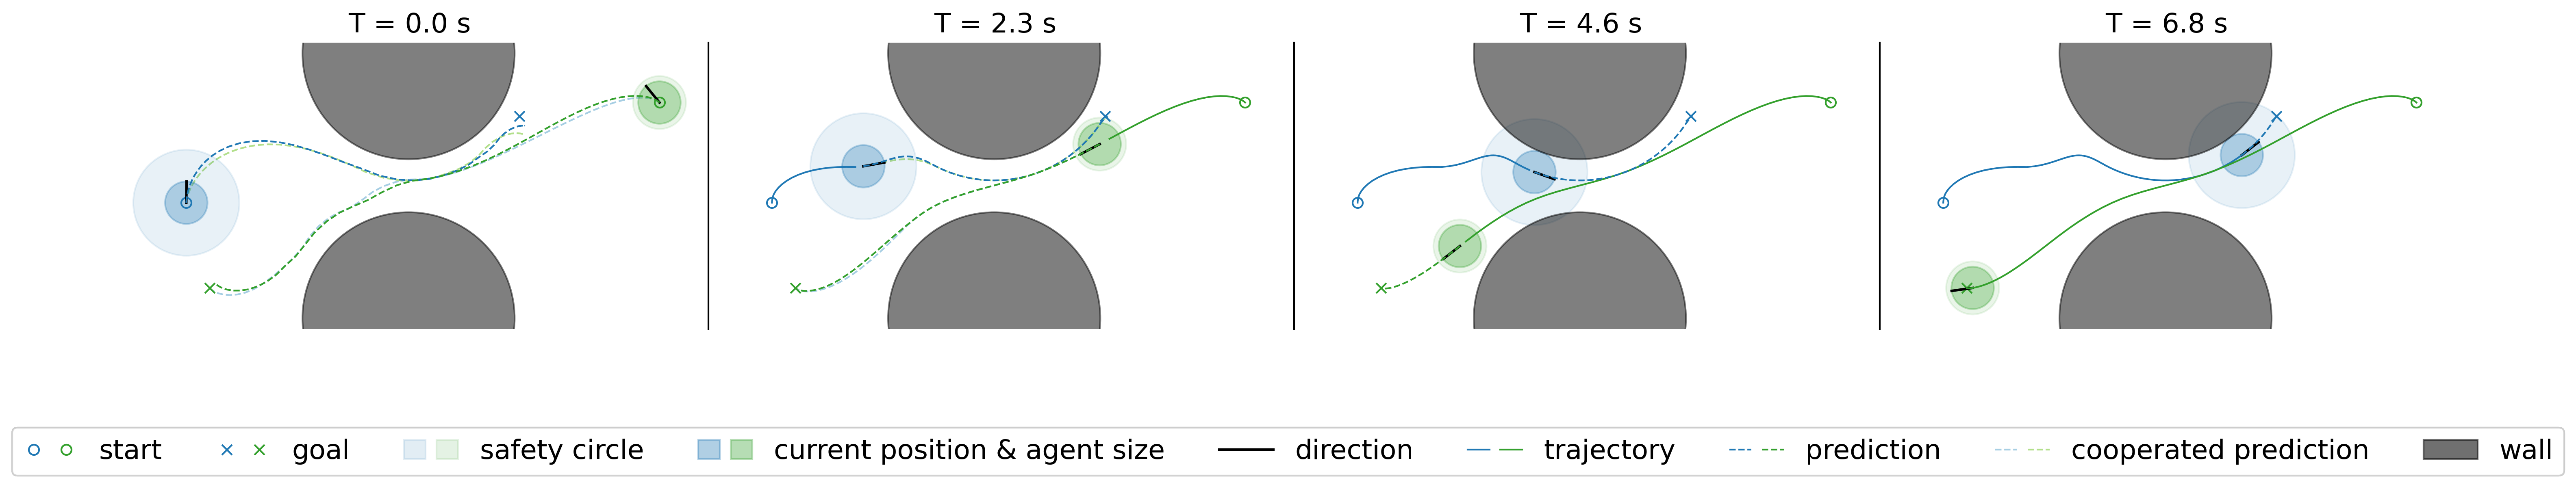 T = 0.0 s
T = 2.3 s
T = 4.6 s
T = 6.8 s
start goal safety circle current position & agent size direction trajectory prediction cooperated prediction wall